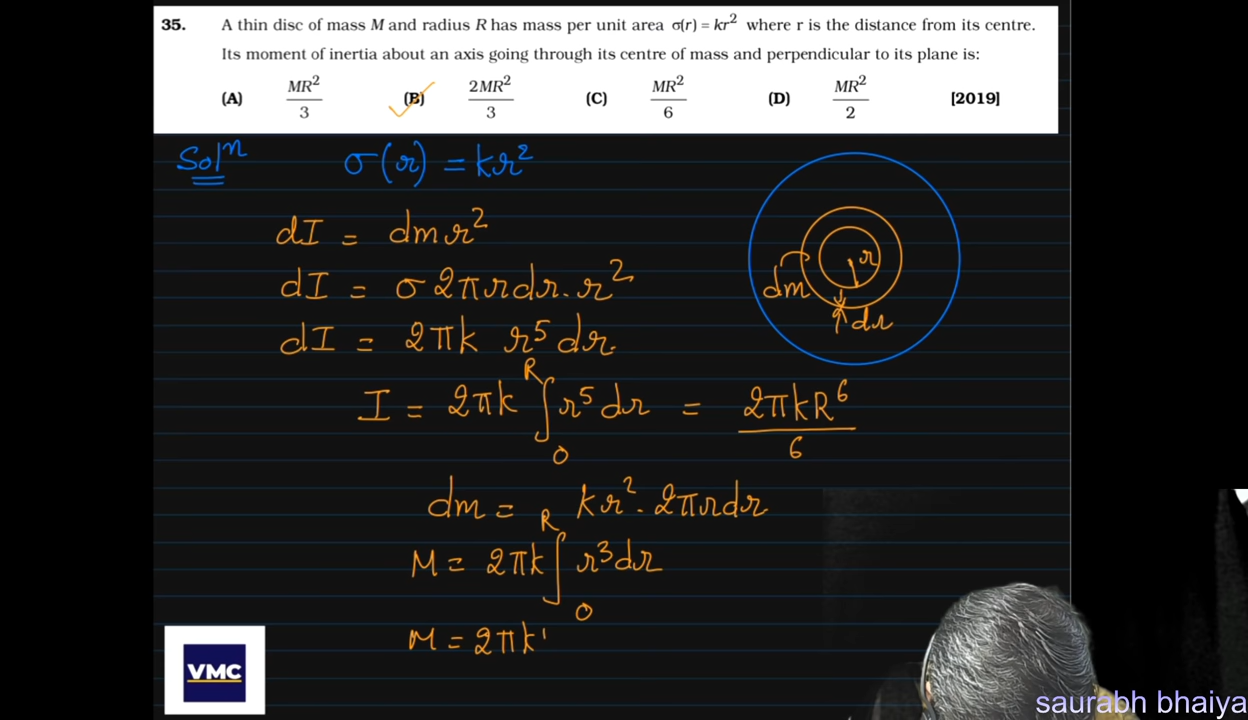 35. A thin disc of mass M and radius R has mass per unit area σ(r) = kr² where r is the distance from its centre.
Its moment of inertia about an axis going through its centre of mass and perpendicular to its plane is:
(A) MR²/3 (B) 2MR²/3 (C) MR²/6 (D) MR²/2 [2019]
Solⁿ σ(r) = kr²
dI = dm r²
dI = σ 2πr dr. r²
dI = 2πk r⁵ dr.
I = 2πk ∫₀ᴿ r⁵ dr = 2πkR⁶/6
dm = kr². 2πr dr
M = 2πk ∫₀ᴿ r³ dr
M = 2πk
r
dm
dr
VMC
saurabh bhaiya